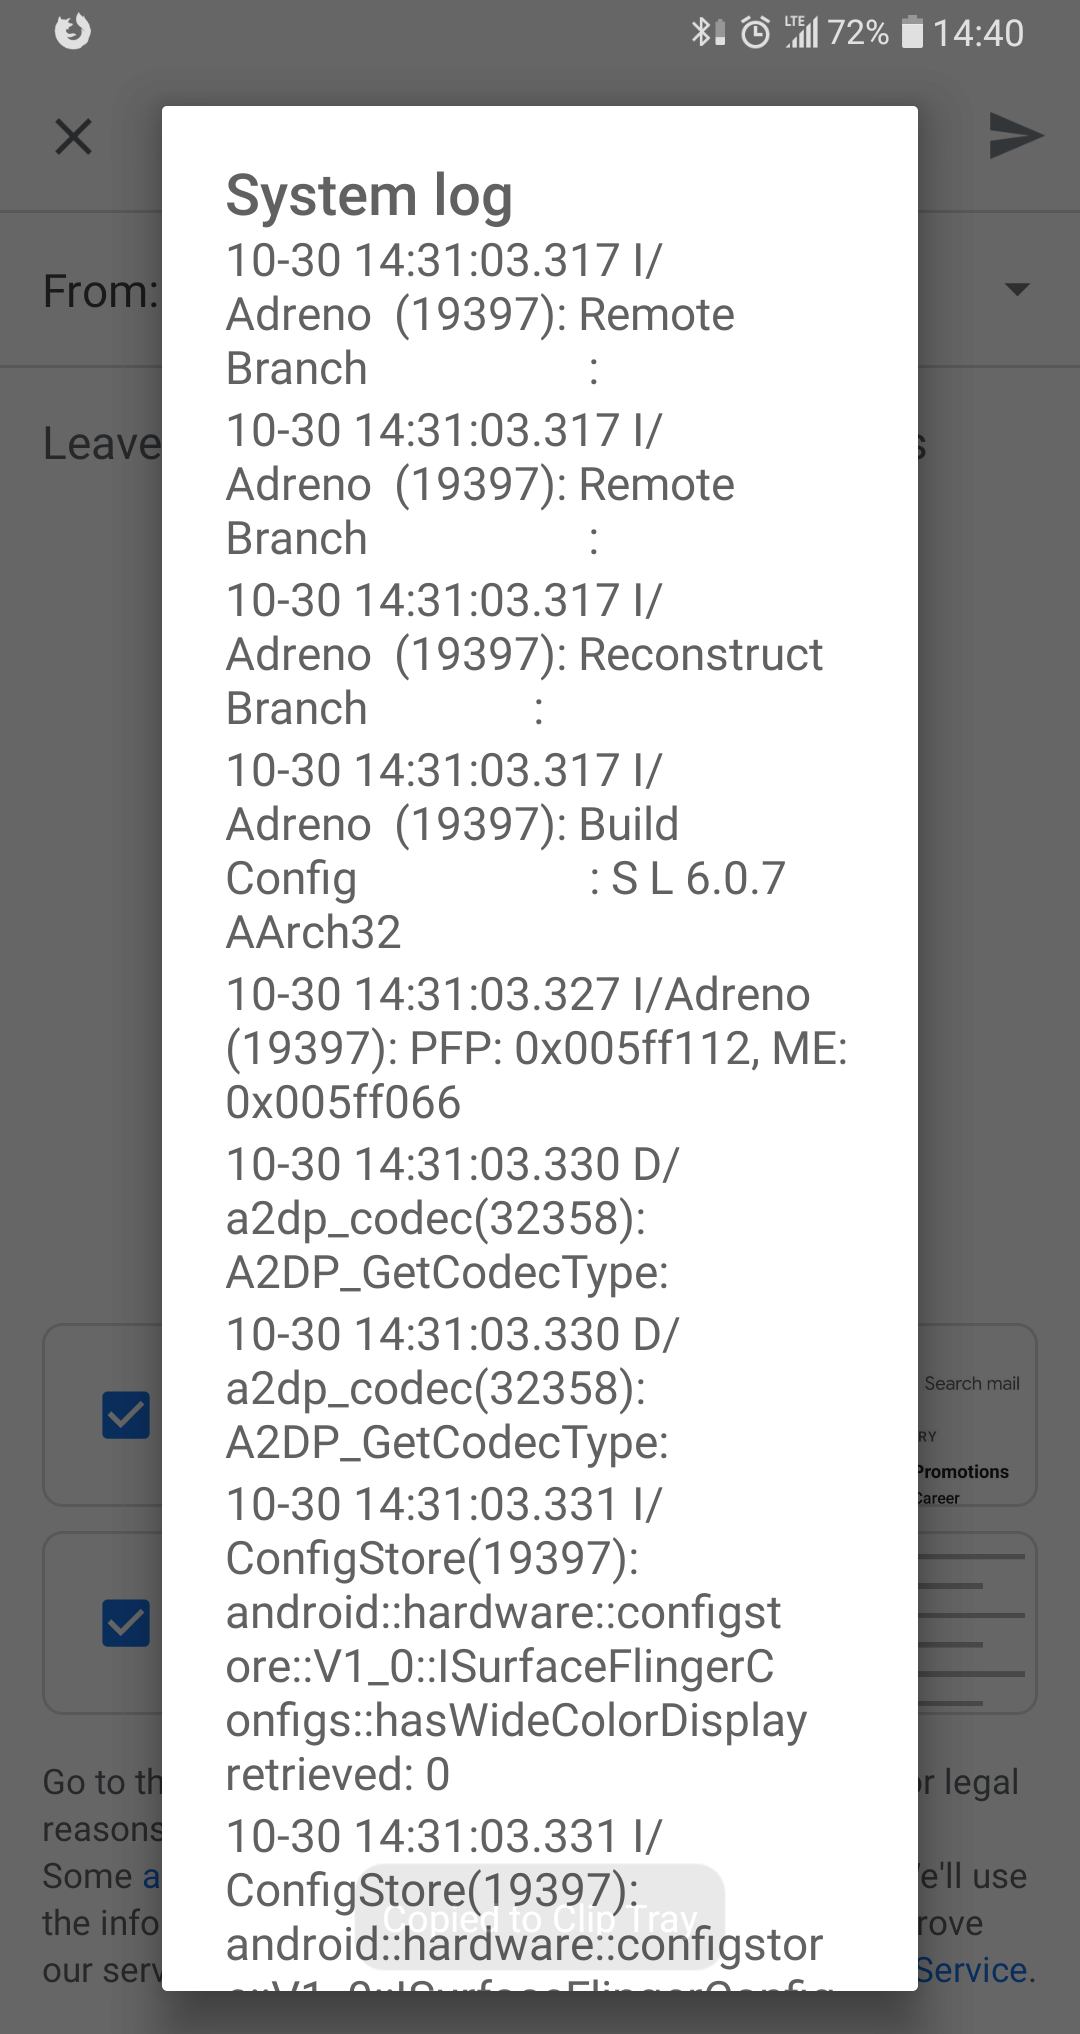 LTE 72% 14:40
System log
10-30 14:31:03.317 I/
From:
Adreno (19397): Remote
Branch :
10-30 14:31:03.317 I/
Leave
Adreno (19397): Remote
Branch :
10-30 14:31:03.317 I/
Adreno (19397): Reconstruct
Branch :
10-30 14:31:03.317 I/
Adreno (19397): Build
Config : S L 6.0.7
AArch32
10-30 14:31:03.327 I/Adreno
(19397): PFP: 0x005ff112, ME:
0x005ff066
10-30 14:31:03.330 D/
a2dp_codec(32358):
A2DP_GetCodecType:
10-30 14:31:03.330 D/
a2dp_codec(32358):
A2DP_GetCodecType:
10-30 14:31:03.331 I/
ConfigStore(19397):
android::hardware::configst
ore::V1_0::ISurfaceFlingerC
onfigs::hasWideColorDisplay
retrieved: 0
10-30 14:31:03.331 I/
ConfigStore(19397):
android::hardware::configstor
Copied to Clip Tray
Search mail
RY
Promotions
Career
Go to th
r legal
reasons
Some a
e'll use
the info
rove
our serv
Service.